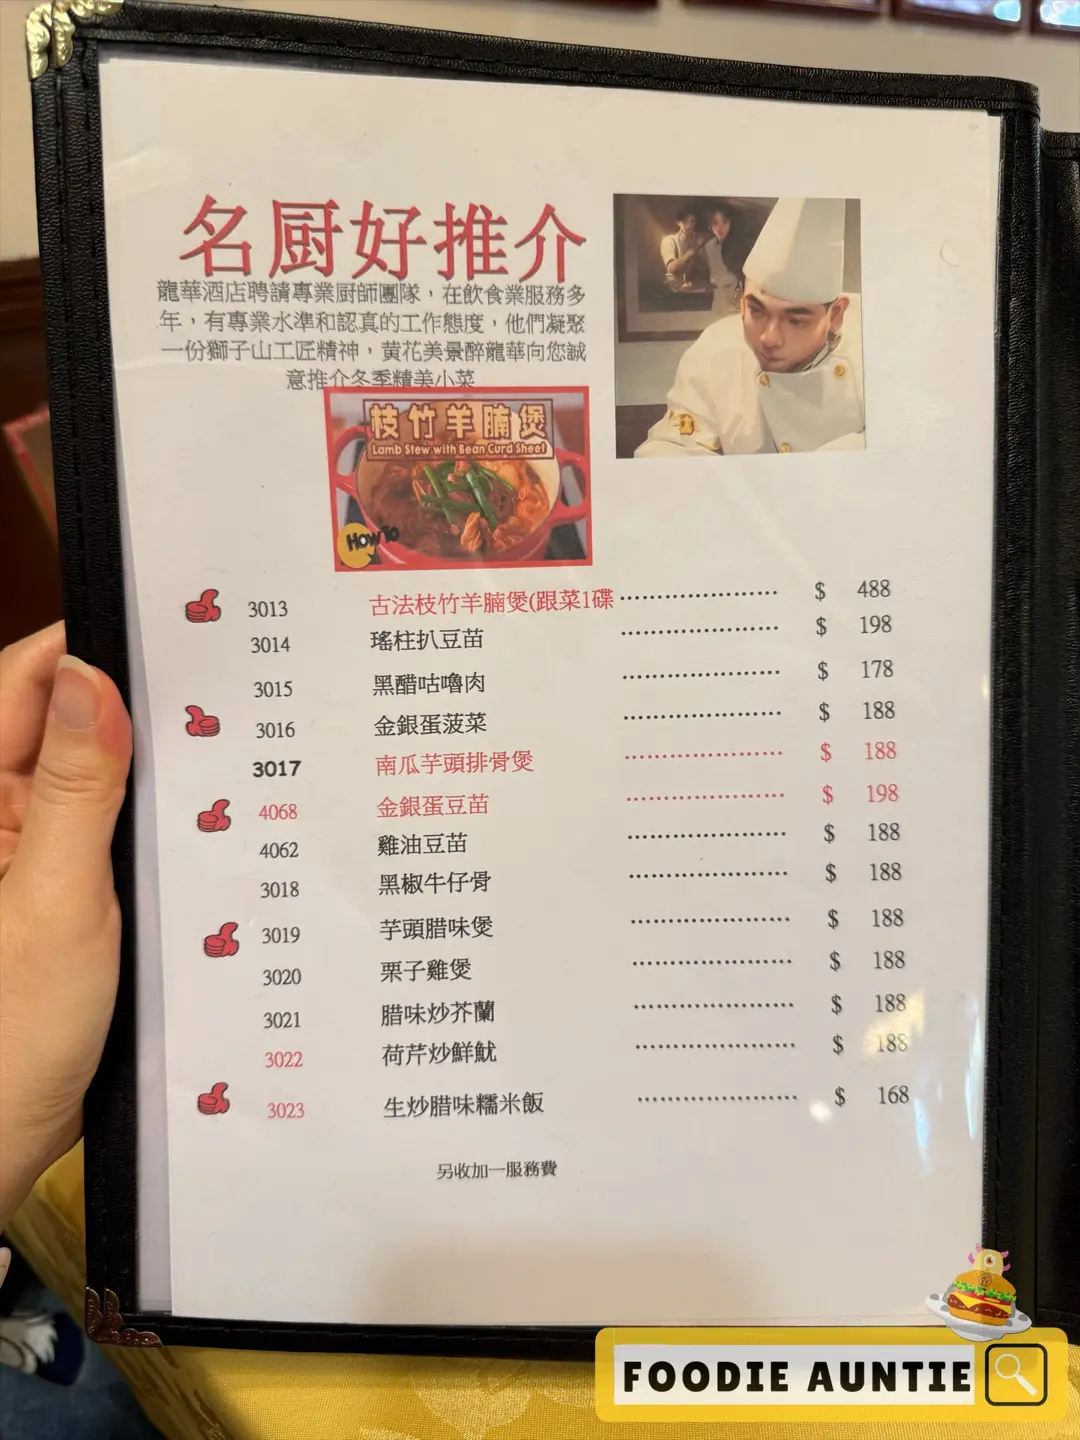 名厨好推介
龍華酒店聘請專業厨師團隊，在飲食業服務多
年，有專業水準和認真的工作態度，他們凝聚
一份獅子山工匠精神，黄花美景醉龍華向您誠
意推介冬季精美小菜
枝竹羊腩煲
Lamb Stew with Bean Curd Sheet
How To
3013 古法枝竹羊腩煲(跟菜1碟 $ 488
3014 瑤柱扒豆苗 $ 198
3015 黑醋咕嚕肉 $ 178
3016 金銀蛋菠菜 $ 188
3017 南瓜芋頭排骨煲 $ 188
4068 金銀蛋豆苗 $ 198
4062 雞油豆苗 $ 188
3018 黑椒牛仔骨 $ 188
3019 芋頭腊味煲 $ 188
3020 栗子雞煲 $ 188
3021 腊味炒芥蘭 $ 188
3022 荷芹炒鮮魷 $ 188
3023 生炒腊味糯米飯 $ 168
另收加一服務費
FOODIE AUNTIE